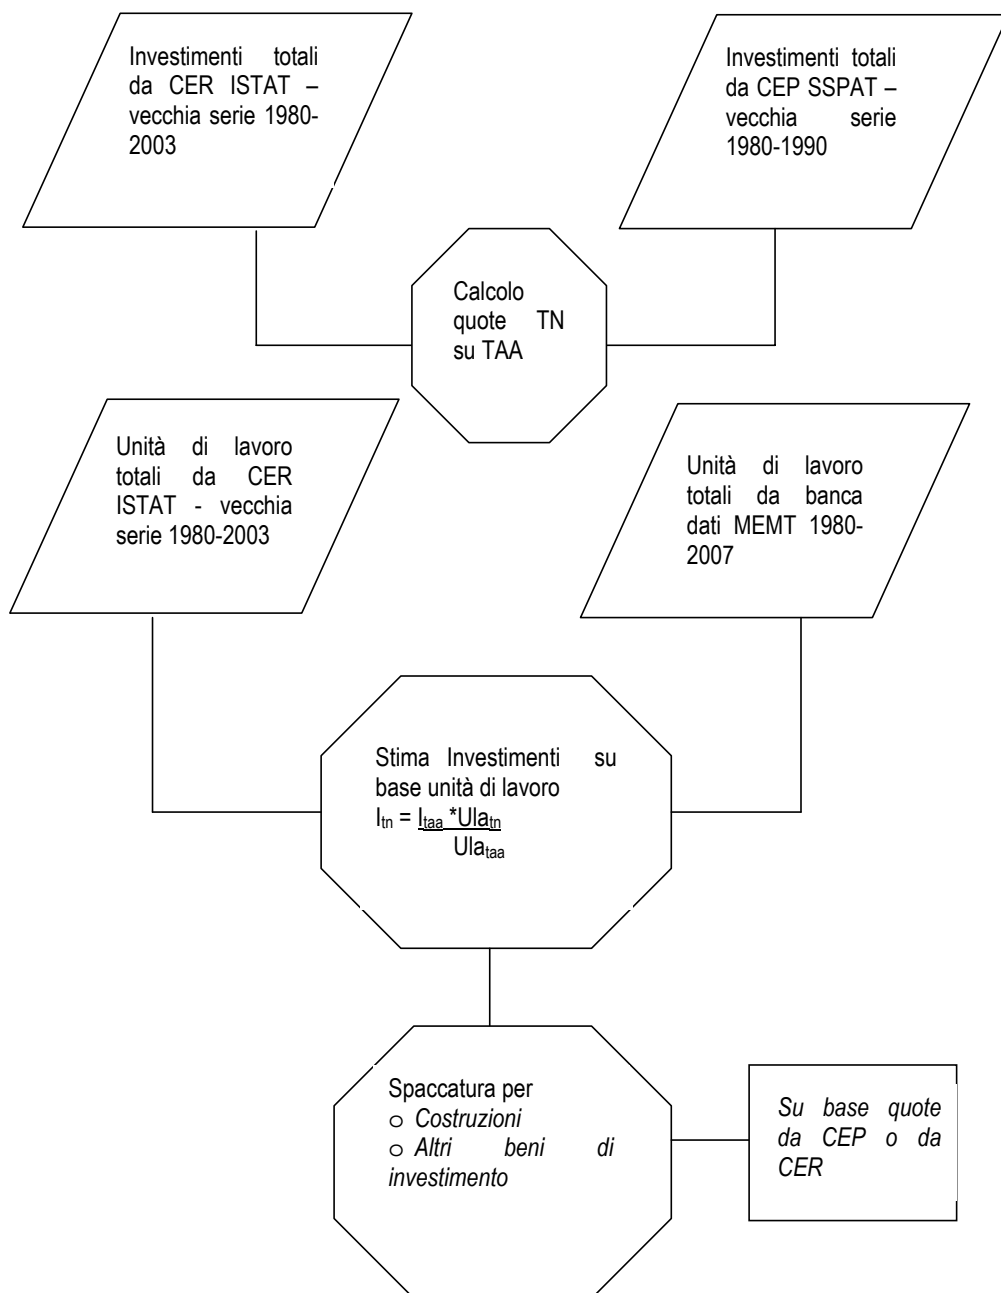 Investimenti totali
da CER ISTAT –
vecchia serie 1980-
2003
Investimenti totali
da CEP SSPAT –
vecchia serie
1980-1990
Calcolo
quote TN
su TAA
Unità di lavoro
totali da CER
ISTAT - vecchia
serie 1980-2003
Unità di lavoro
totali da banca
dati MEMT 1980-
2007
Stima Investimenti su
base unità di lavoro
Itn = Itaa *Ulatn
Ulataa
Spaccatura per
o Costruzioni
o Altri beni di
investimento
Su base quote
da CEP o da
CER